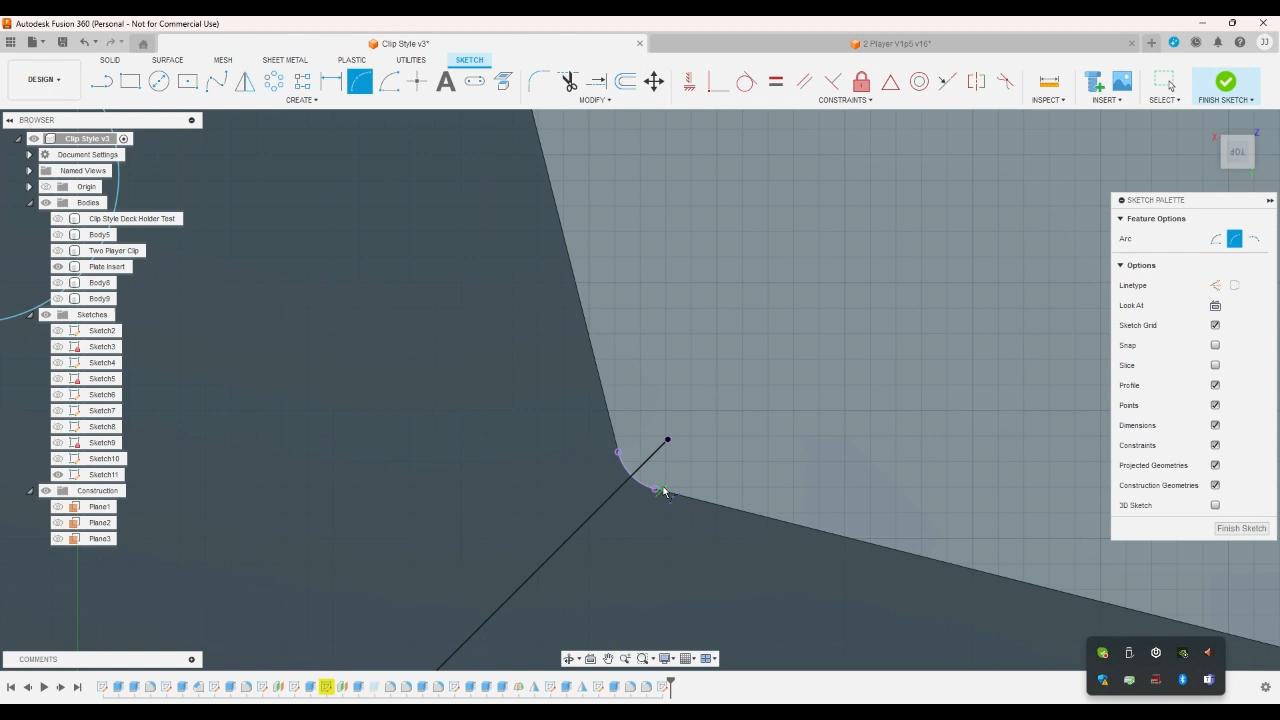 Autodesk Fusion 360 (Personal - Not for Commercial Use)
Clip Style v3*
2 Player V1p5 v16*
JJ
SOLID
SURFACE
MESH
SHEET METAL
PLASTIC
UTILITIES
SKETCH
DESIGN
CREATE
MODIFY
CONSTRAINTS
INSPECT
INSERT
SELECT
FINISH SKETCH
BROWSER
Clip Style v3
Document Settings
Named Views
Origin
Bodies
Clip Style Deck Holder Test
Body5
Two Player Clip
Plate Insert
Body8
Body9
Sketches
Sketch2
Sketch3
Sketch4
Sketch5
Sketch6
Sketch7
Sketch8
Sketch9
Sketch10
Sketch11
Construction
Plane1
Plane2
Plane3
X
Z
Y
TOP
SKETCH PALETTE
Feature Options
Arc
Options
Linetype
Look At
Sketch Grid
Snap
Slice
Profile
Points
Dimensions
Constraints
Projected Geometries
Construction Geometries
3D Sketch
Finish Sketch
COMMENTS